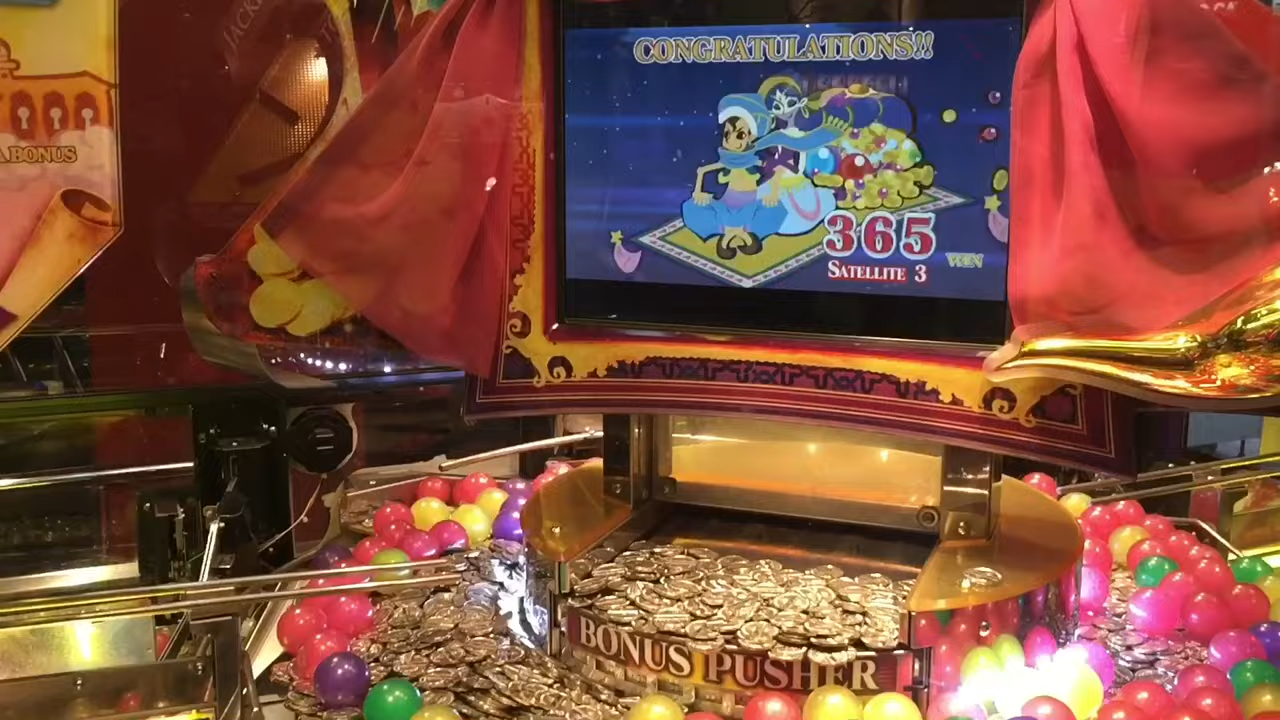 CONGRATULATIONS!!
365
WIN
SATELLITE 3
A BONUS
BONUS PUSHER